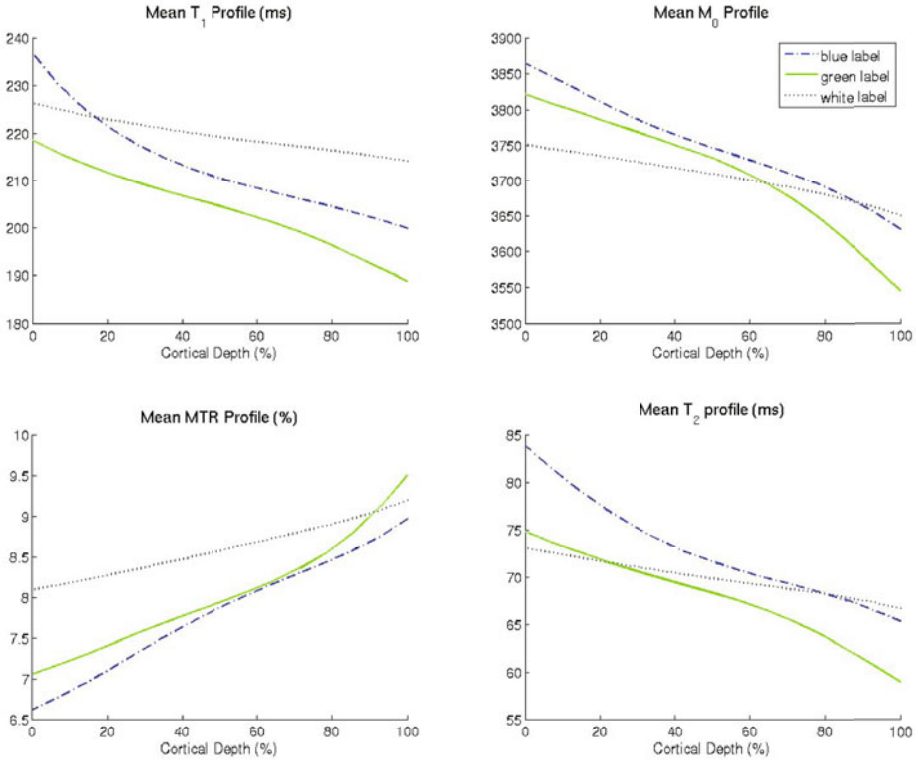 Mean T1 Profile (ms)
240
230
220
210
200
190
180
0 20 40 60 80 100
Cortical Depth (%)
Mean M0 Profile
3900
3850
3800
3750
3700
3650
3550
3500
0 20 40 60 80 100
Cortical Depth (%)
blue label
green label
white label
Mean MTR Profile (%)
10
9.5
9
8.5
8
7.5
7
6.5
0 20 40 60 80 100
Cortical Depth (%)
Mean T2 profile (ms)
85
80
75
70
65
60
55
0 20 40 60 80 100
Cortical Depth (%)